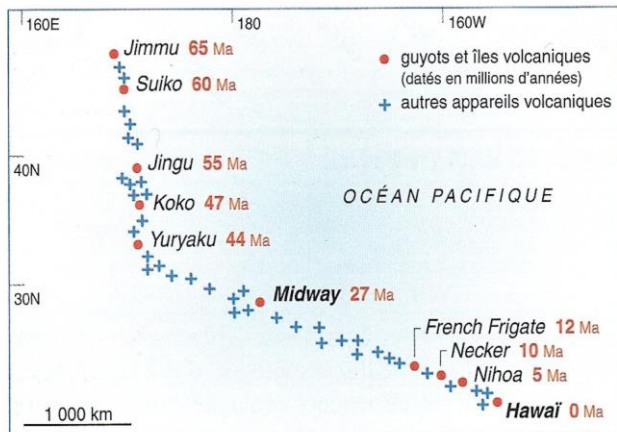 160E
180
160W
Jimmu 65 Ma
Suiko 60 Ma
guyots et îles volcaniques
(datés en millions d'années)
autres appareils volcaniques
40N
Jingu 55 Ma
Koko 47 Ma
OCÉAN PACIFIQUE
Yuryaku 44 Ma
30N
Midway 27 Ma
French Frigate 12 Ma
Necker 10 Ma
Nihoa 5 Ma
Hawaï 0 Ma
1 000 km